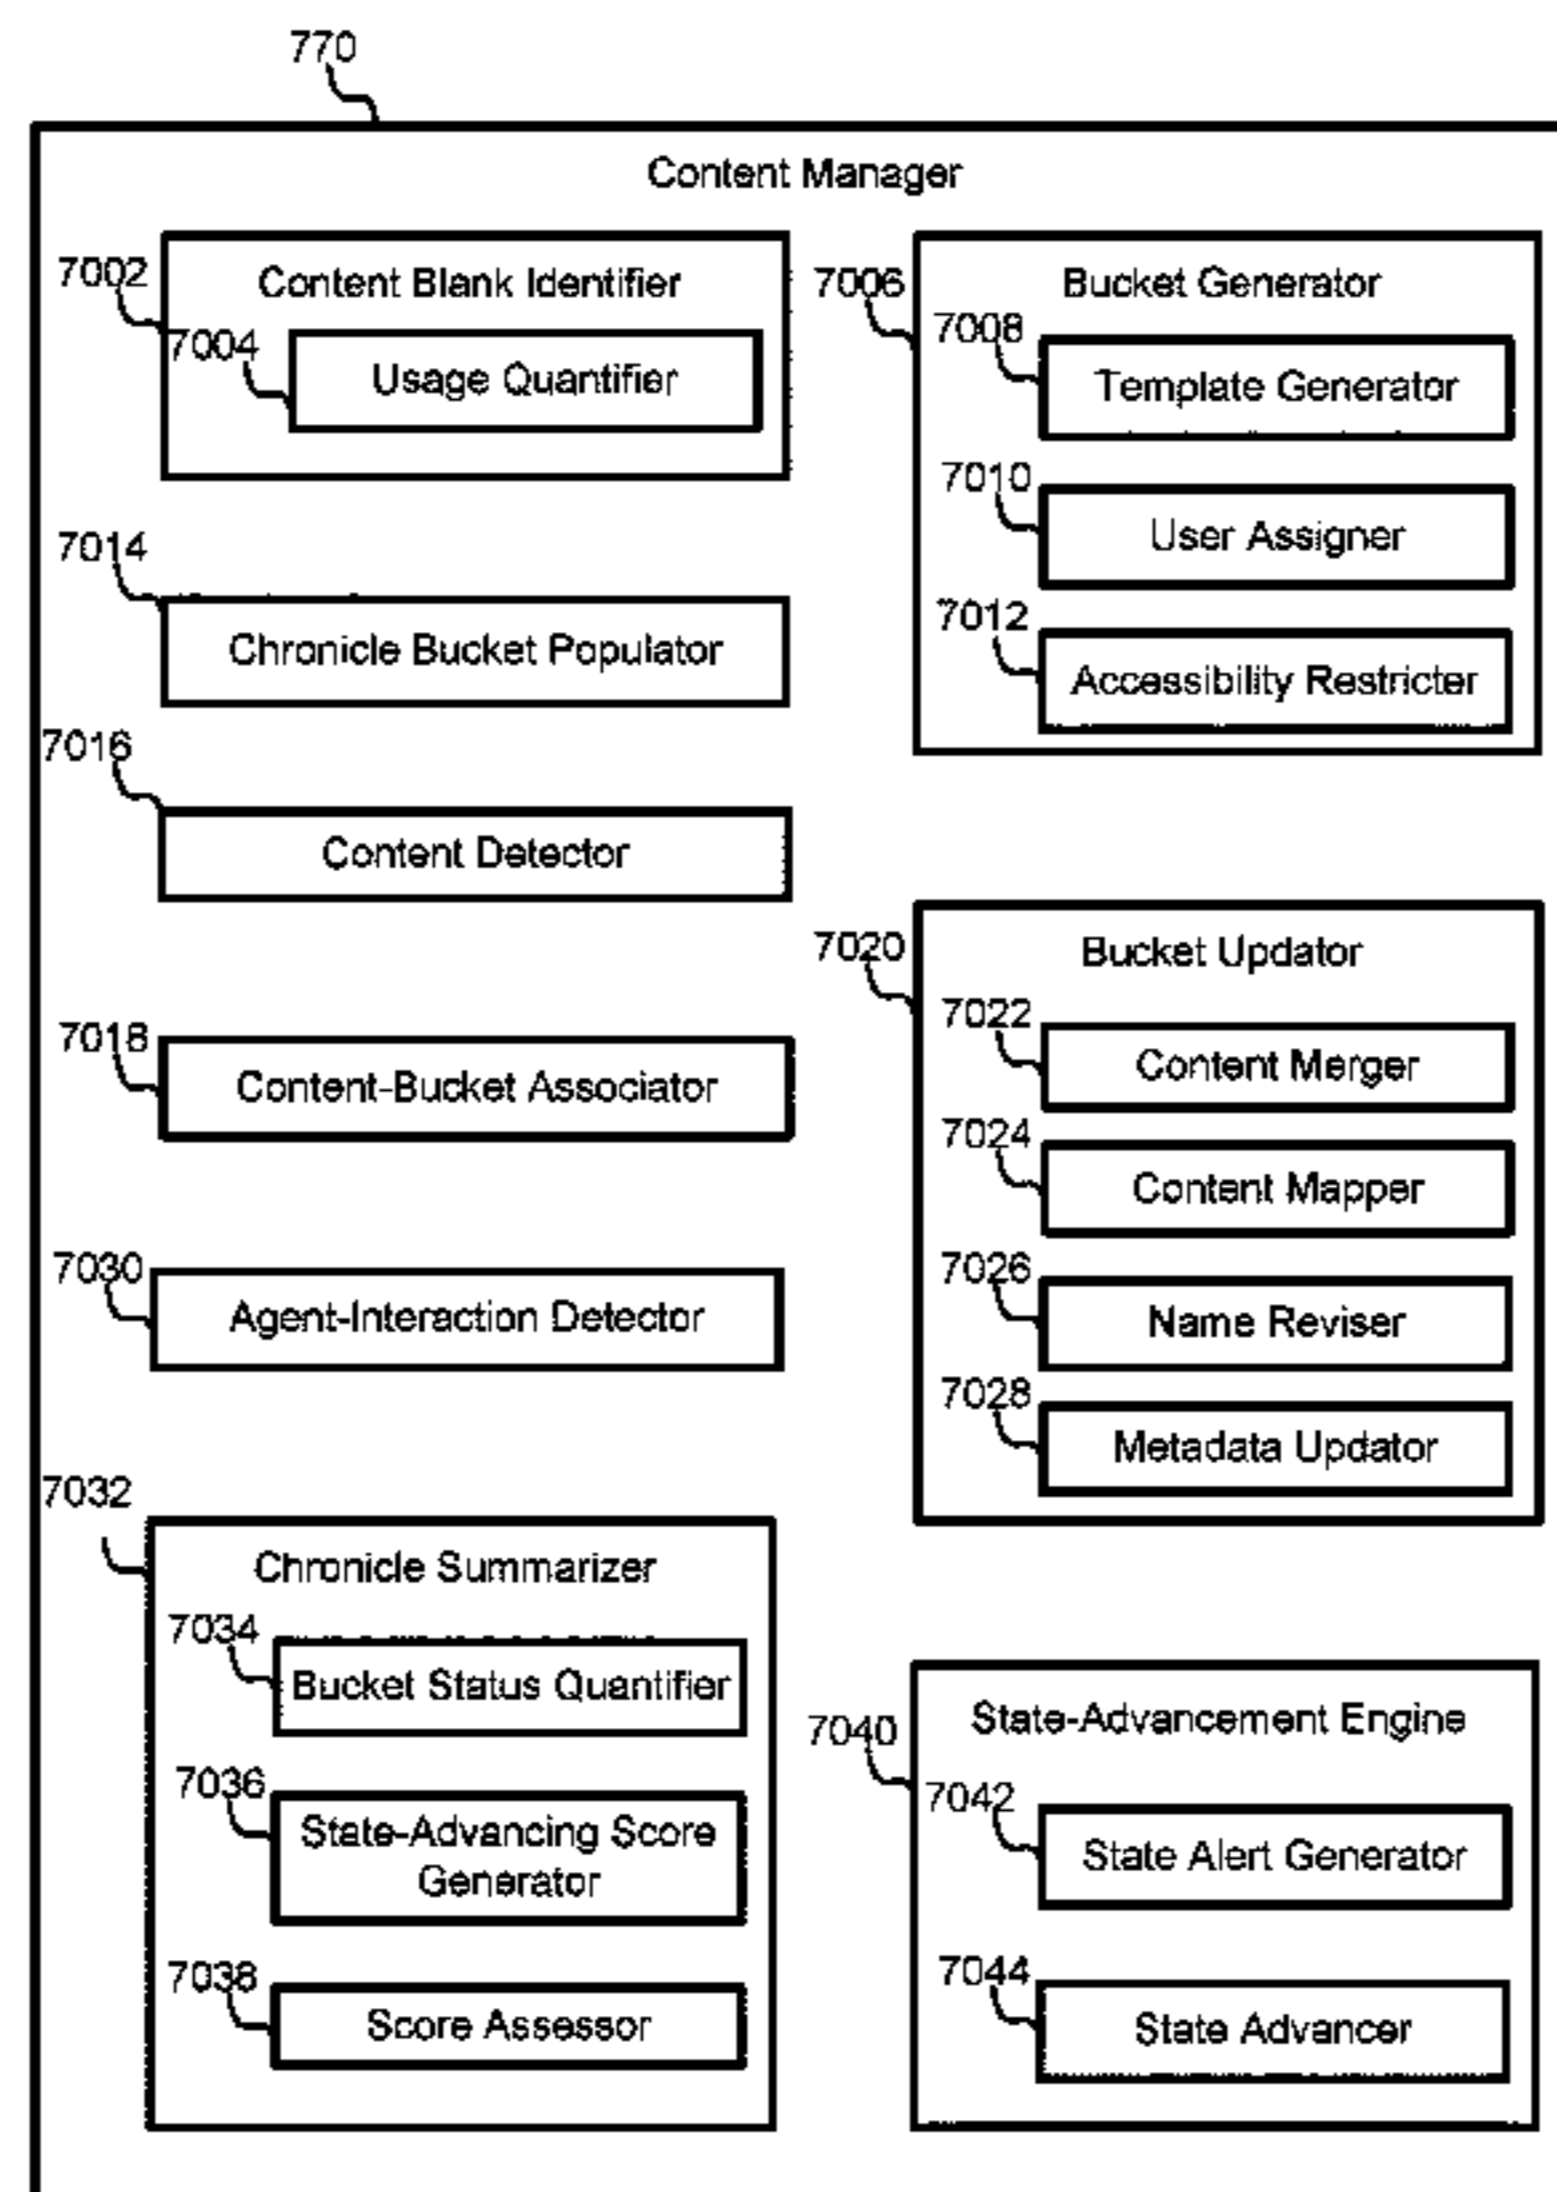 770
Content Manager
7002
Content Blank Identifier
7004
Usage Quantifier
7006
Bucket Generator
7008
Template Generator
7010
User Assigner
7012
Accessibility Restricter
7014
Chronicle Bucket Populator
7016
Content Detector
7018
Content-Bucket Associator
7020
Bucket Updator
7022
Content Merger
7024
Content Mapper
7026
Name Reviser
7028
Metadata Updator
7030
Agent-Interaction Detector
7032
Chronicle Summarizer
7034
Bucket Status Quantifier
7036
State-Advancing Score
Generator
7038
Score Assessor
7040
State-Advancement Engine
7042
State Alert Generator
7044
State Advancer